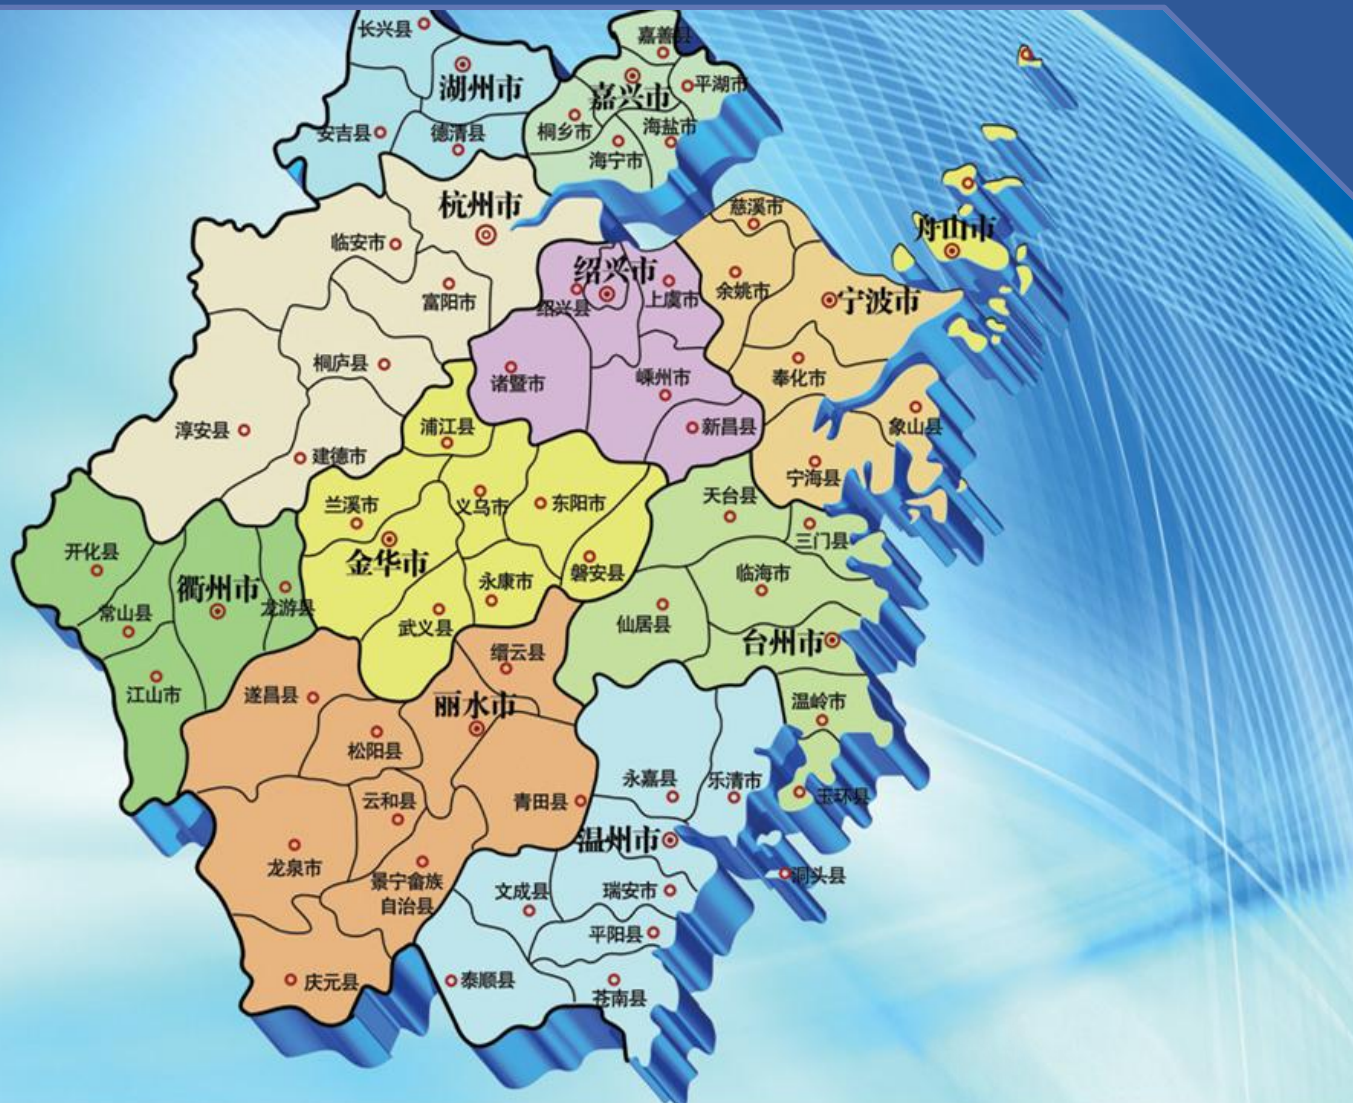 长兴县
嘉善县
湖州市
嘉兴市
平湖市
安吉县
德清县
桐乡市
海盐市
海宁市
杭州市
慈溪市
舟山市
临安市
富阳市
绍兴市
绍兴县
上虞市
余姚市
宁波市
桐庐县
诸暨市
嵊州市
奉化市
淳安县
建德市
浦江县
新昌县
象山县
宁海县
兰溪市
义乌市
东阳市
天台县
开化县
金华市
三门县
衢州市
龙游县
永康市
磐安县
临海市
常山县
武义县
仙居县
台州市
江山市
遂昌县
缙云县
丽水市
温岭市
松阳县
永嘉县
乐清市
云和县
青田县
玉环县
温州市
龙泉市
景宁畲族
自治县
文成县
瑞安市
洞头县
平阳县
庆元县
泰顺县
苍南县